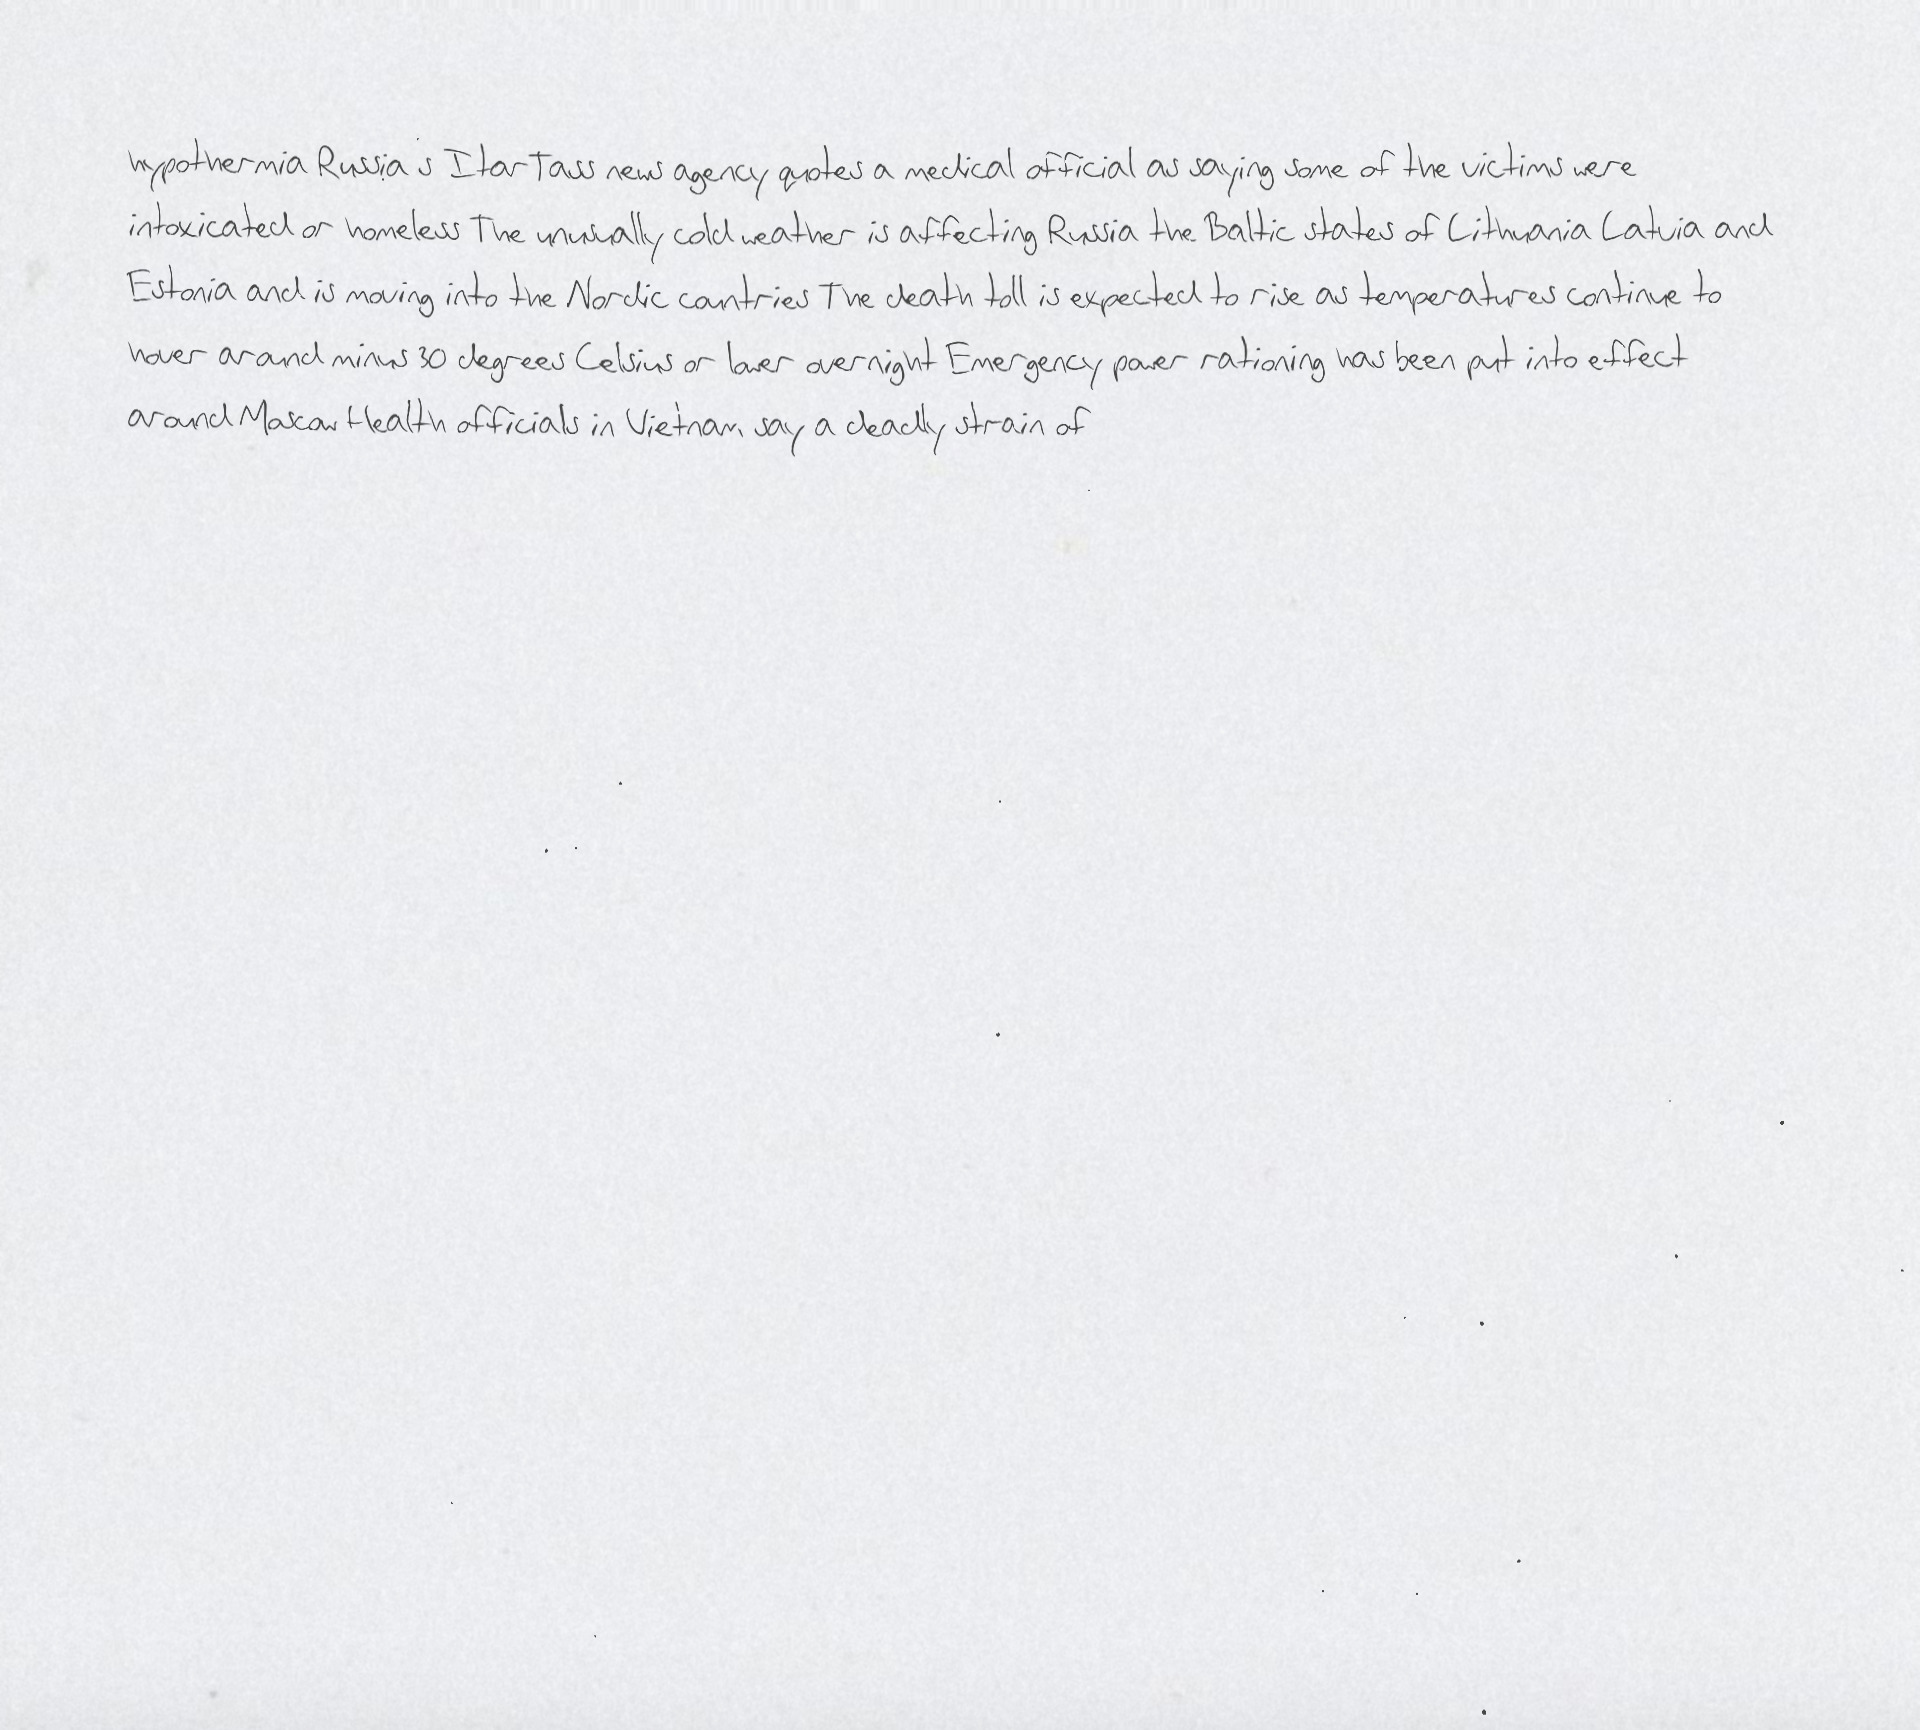 hypothermia Russia s Itar Tass news agency quotes a medical official as saying some of the victims were
intoxicated or homeless The unusually cold weather is affecting Russia the Baltic states of Lithuania Latvia and
Estonia and is moving into the Nordic countries The death toll is expected to rise as temperatures continue to
hover around minus 30 degrees Celsius or lower overnight Emergency power rationing has been put into effect
around Moscow Health officials in Vietnam say a deadly strain of